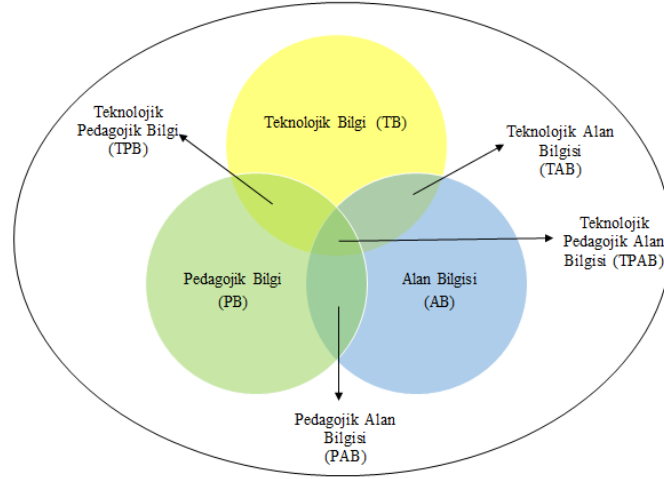 Teknolojik
Pedagojik Bilgi
(TPB)
Teknolojik Bilgi (TB)
Teknolojik Alan
Bilgisi
(TAB)
Teknolojik
Pedagojik Alan
Bilgisi (TPAB)
Pedagojik Bilgi
(PB)
Alan Bilgisi
(AB)
Pedagojik Alan
Bilgisi
(PAB)